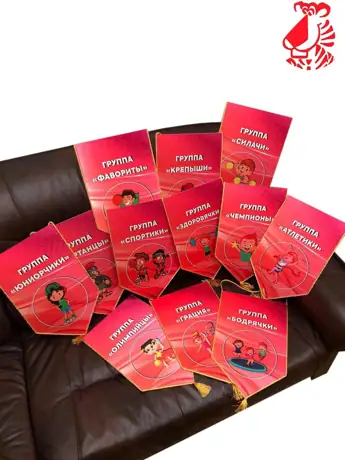 ГРУППА
«СИЛАЧИ»
ГРУППА
«ФАВОРИТЫ»
ГРУППА
«КРЕПЫШИ»
ГРУППА
«ЗДОРОВЯЧКИ»
ГРУППА
«ЧЕМПИОНЫ»
ГРУППА
«АТЛЕТИКИ»
ГРУППА
«СПОРТИКИ»
ГРУППА
ГРУППА
«ЮНИОРЧИКИ»
ГРУППА
«ОЛИМПИЙЦЫ»
ГРУППА
«ГРАЦИЯ»
ГРУППА
«БОДРЯЧКИ»